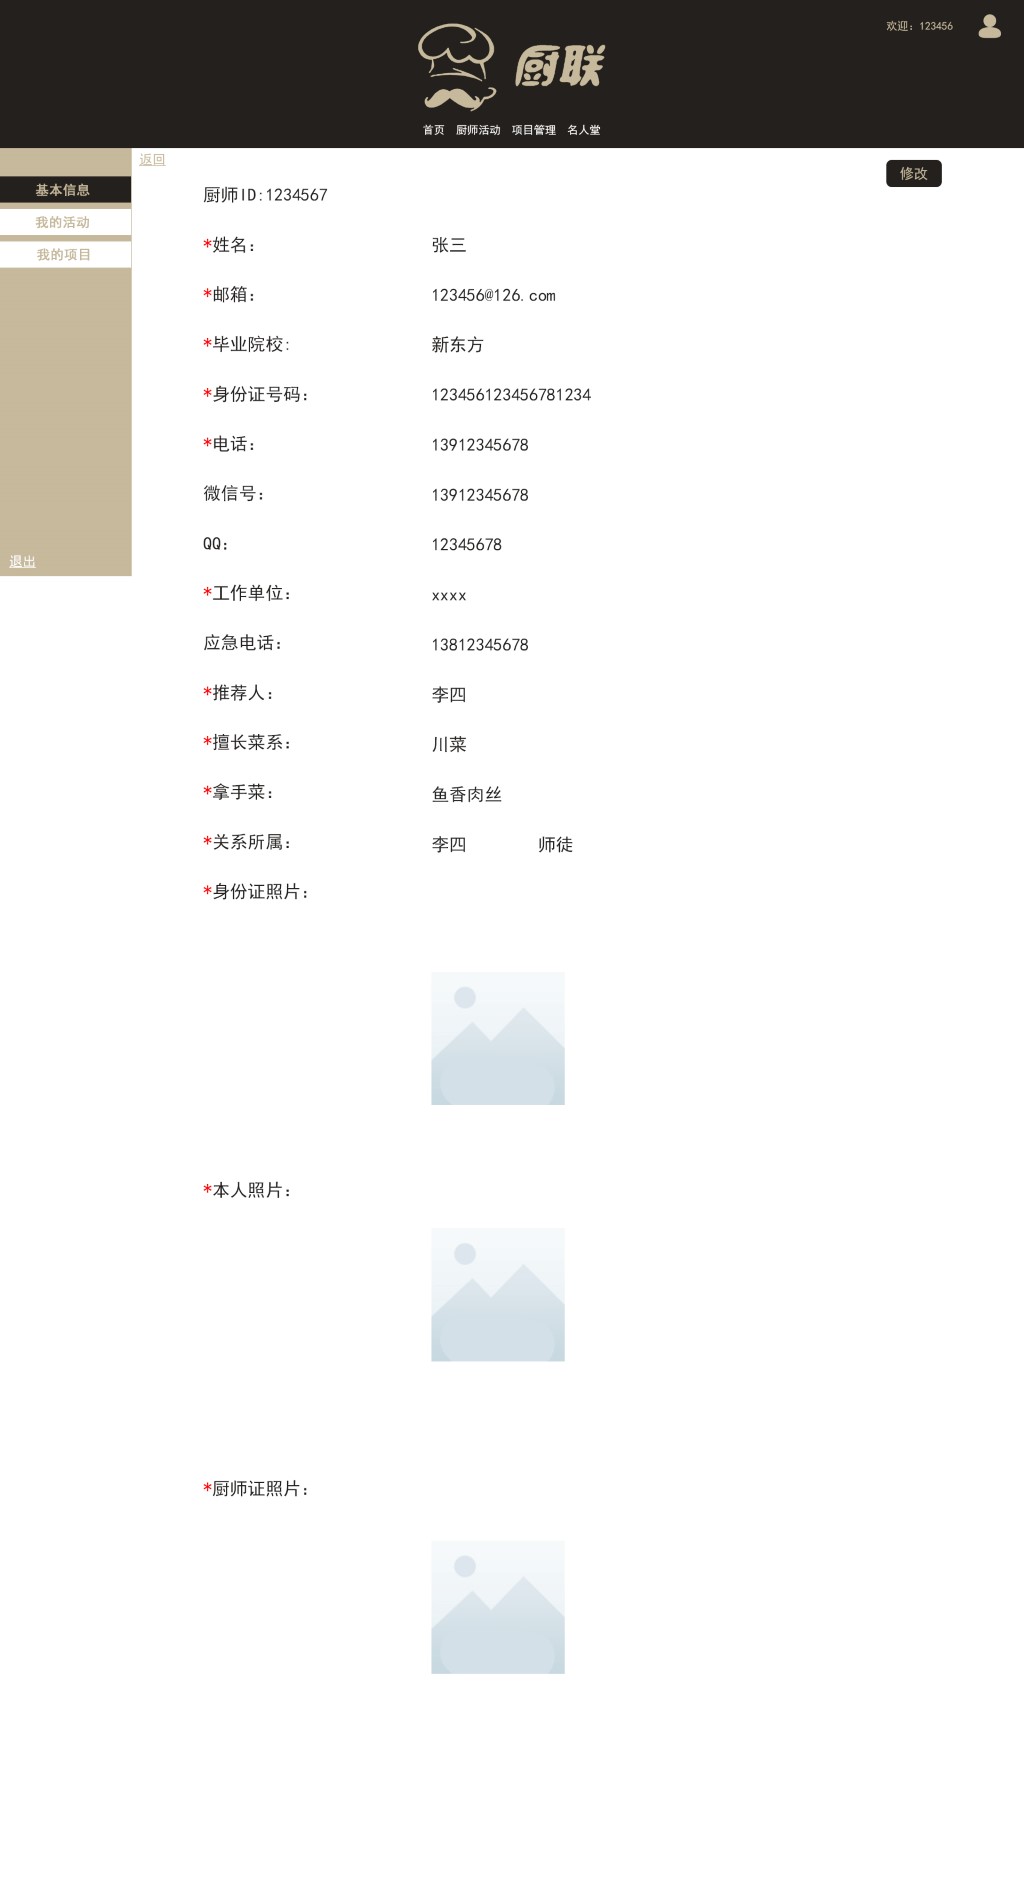 欢迎：123456
厨联
首页 厨师活动 项目管理 名人堂
返回
修改
基本信息
我的活动
我的项目
退出
厨师ID:1234567
*姓名： 张三
*邮箱： 123456@126.com
*毕业院校: 新东方
*身份证号码： 123456123456781234
*电话： 13912345678
微信号： 13912345678
QQ： 12345678
*工作单位： xxxx
应急电话： 13812345678
*推荐人： 李四
*擅长菜系： 川菜
*拿手菜： 鱼香肉丝
*关系所属： 李四 师徒
*身份证照片：
*本人照片：
*厨师证照片：